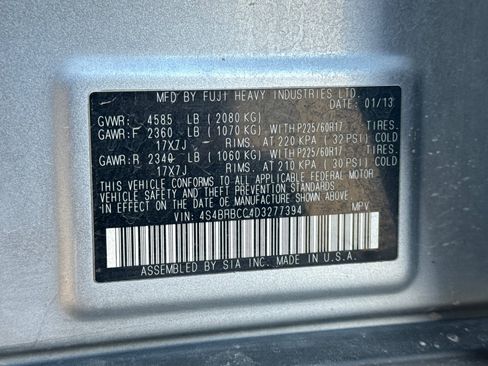 MFD BY FUJI HEAVY INDUSTRIES LTD.
DATE: 01/13
GVWR: 4585 LB ( 2080 KG)
GAWR:F 2360 LB ( 1070 KG) WITH P225/60R17 TIRES.
17X7J RIMS. AT 220 KPA ( 32 PSI) COLD
GAWR:R 2340 LB ( 1060 KG) WITH P225/60R17 TIRES.
17X7J RIMS. AT 210 KPA ( 30 PSI) COLD
THIS VEHICLE CONFORMS TO ALL APPLICABLE FEDERAL MOTOR
VEHICLE SAFETY AND THEFT PREVENTION STANDARDS
IN EFFECT ON THE DATE OF MANUFACTURE SHOWN ABOVE.
VIN: 4S4BRBCC4D3277394 MPV
ASSEMBLED BY SIA INC. MADE IN U.S.A.